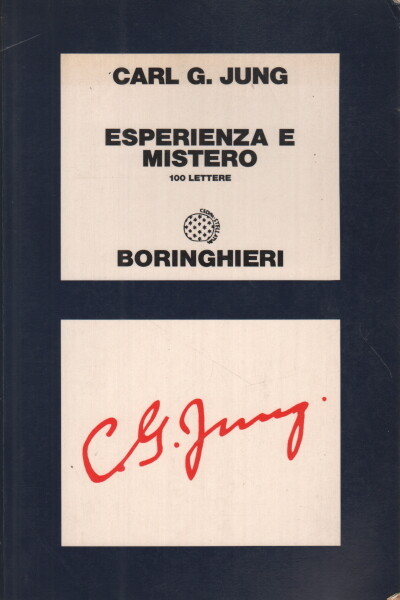 CARL G. JUNG
ESPERIENZA E
MISTERO
100 LETTERE
BORINGHIERI
C. G. Jung.